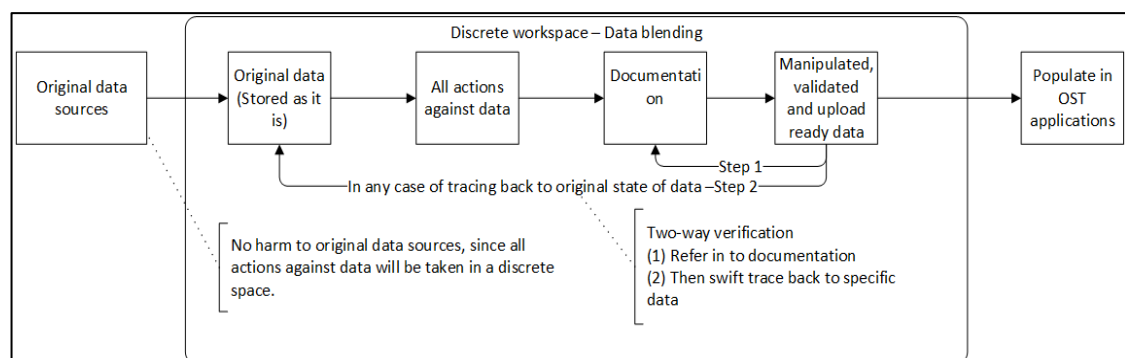 Discrete workspace – Data blending
Original data
sources
Original data
(Stored as it
is)
All actions
against data
Documentati
on
Manipulated,
validated
and upload
ready data
Populate in
OST
applications
Step 1
In any case of tracing back to original state of data –Step 2
No harm to original data sources, since all
actions against data will be taken in a discrete
space.
Two-way verification
(1) Refer in to documentation
(2) Then swift trace back to specific
data